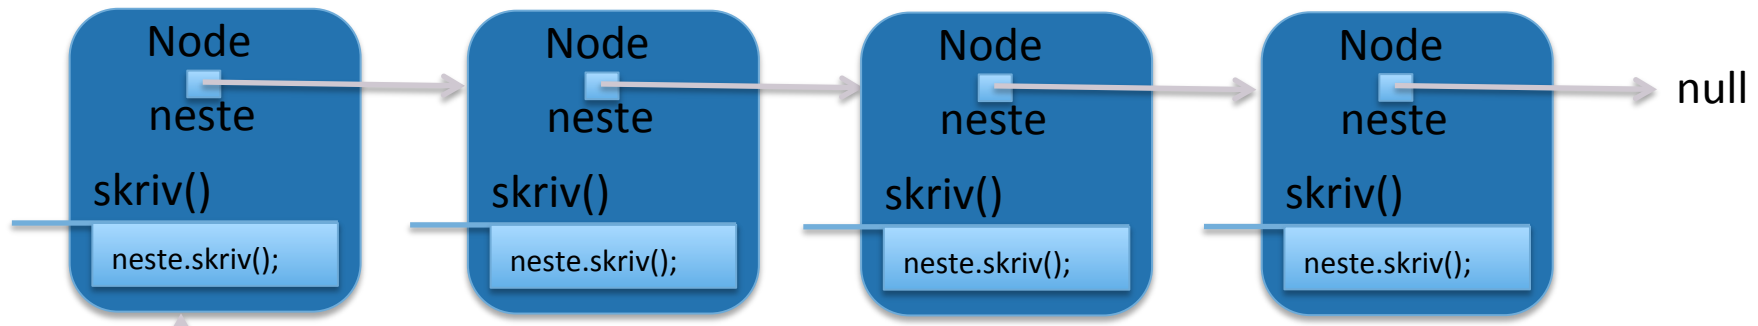 Node
neste
skriv()
neste.skriv();
Node
neste
skriv()
neste.skriv();
Node
neste
skriv()
neste.skriv();
Node
neste
skriv()
neste.skriv();
null